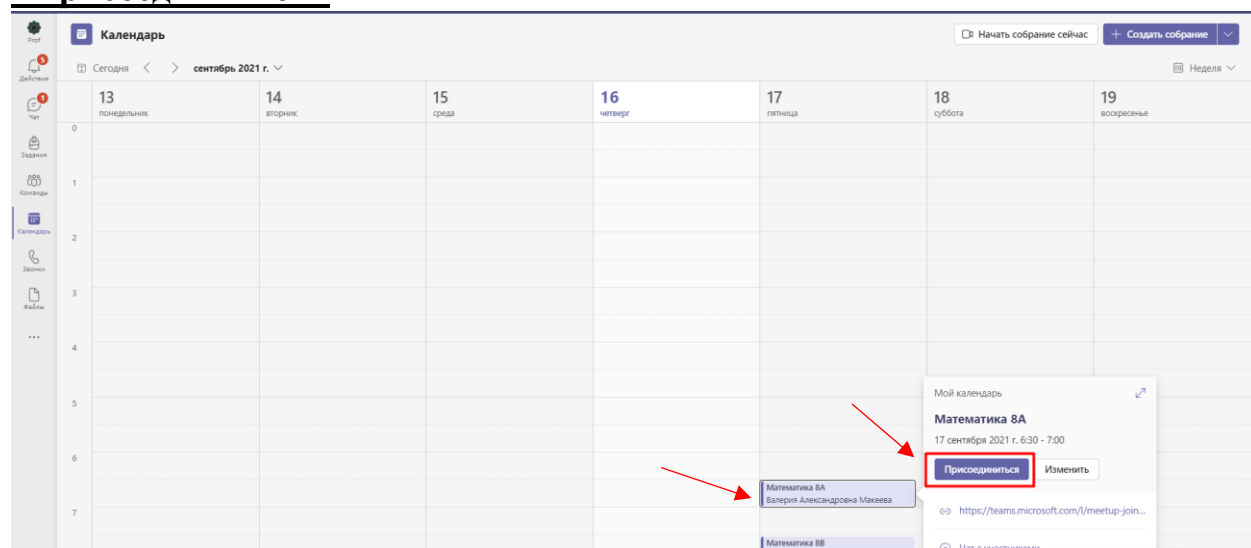 Prof
Календарь
Начать собрание сейчас
+ Создать собрание
5
Действия
Сегодня
сентябрь 2021 г.
Неделя
1
Чат
Задания
Команды
Календарь
Звонки
Файлы
...
13
понедельник
14
вторник
15
среда
16
четверг
17
пятница
18
суббота
19
воскресенье
0
1
2
3
4
5
6
7
Математика 8А
Валерия Александровна Макеева
Математика 8В
Мой календарь
Математика 8А
17 сентября 2021 г. 6:30 - 7:00
Присоединиться
Изменить
https://teams.microsoft.com/l/meetup-join...